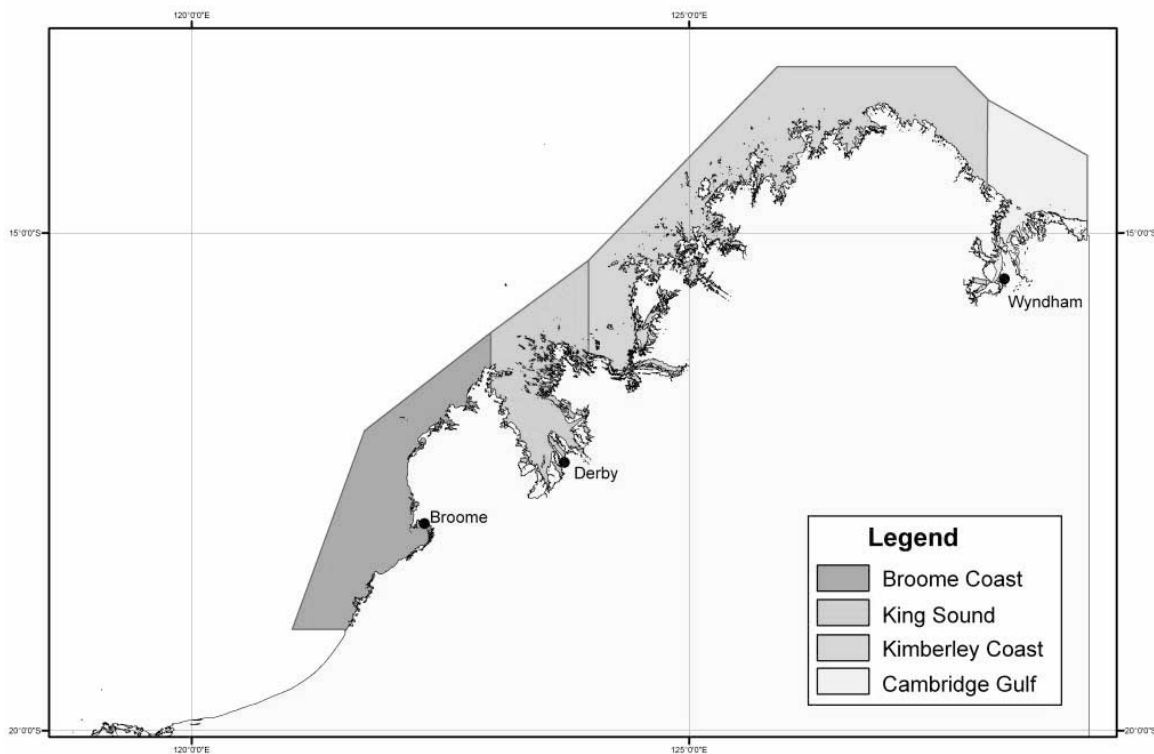 120°0'0"E
125°0'0"E
15°0'0"S
15°0'0"S
Wyndham
Derby
Broome
Legend
Broome Coast
King Sound
Kimberley Coast
Cambridge Gulf
20°0'0"S
20°0'0"S
120°0'0"E
125°0'0"E